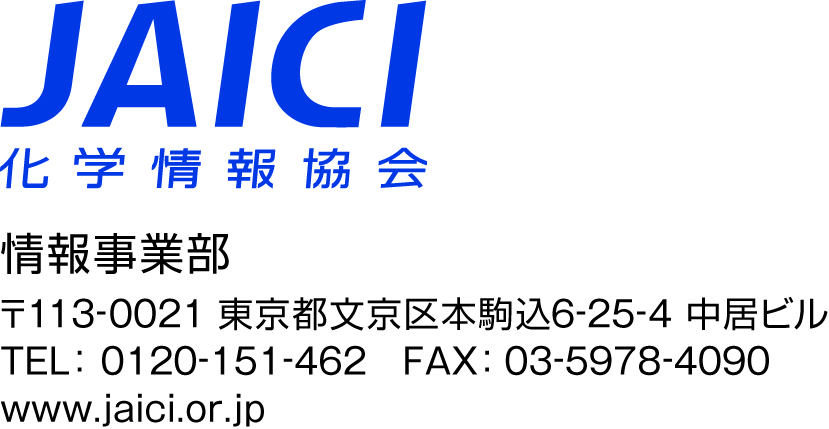 JAICI
化学情報協会
情報事業部
〒113-0021 東京都文京区本駒込6-25-4 中居ビル
TEL： 0120-151-462　FAX： 03-5978-4090
www.jaici.or.jp